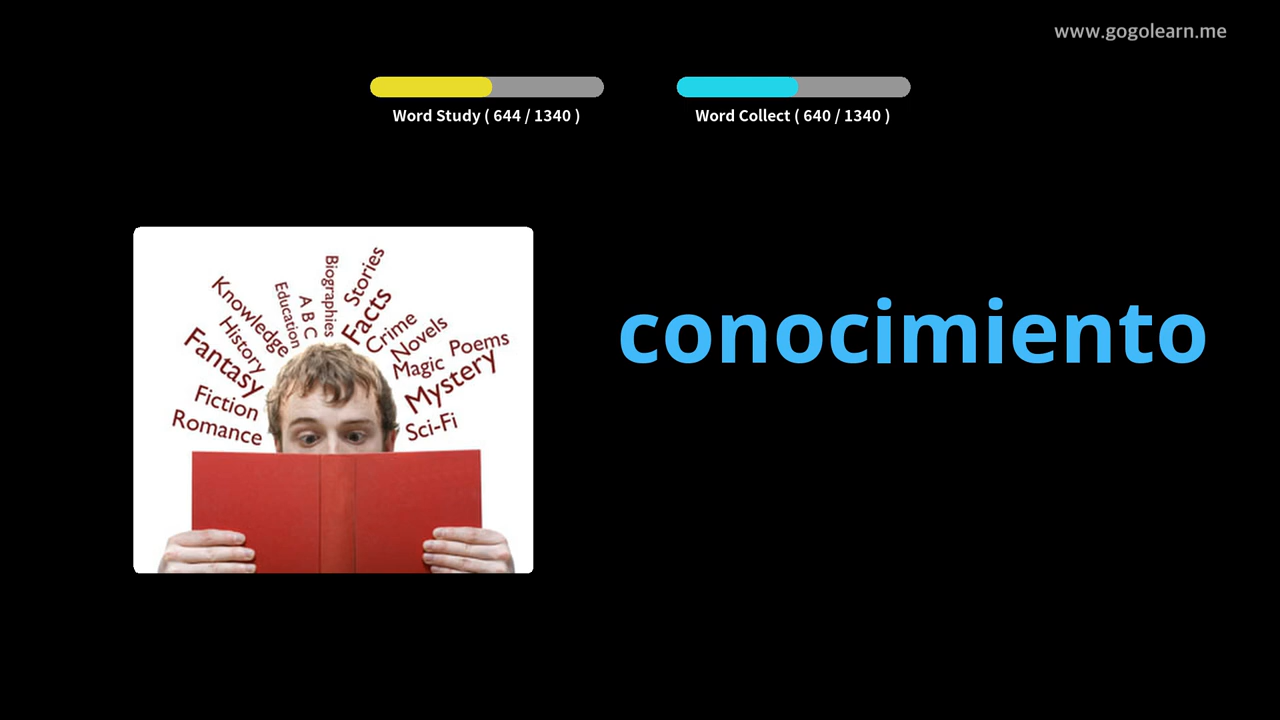 www.gogolearn.me
Word Study ( 644 / 1340 )
Word Collect ( 640 / 1340 )
Knowledge
Education
A B C
Biographies
Stories
Facts
History
Crime
Novels
Fantasy
Magic
Poems
Mystery
Fiction
Romance
Sci-Fi
conocimiento